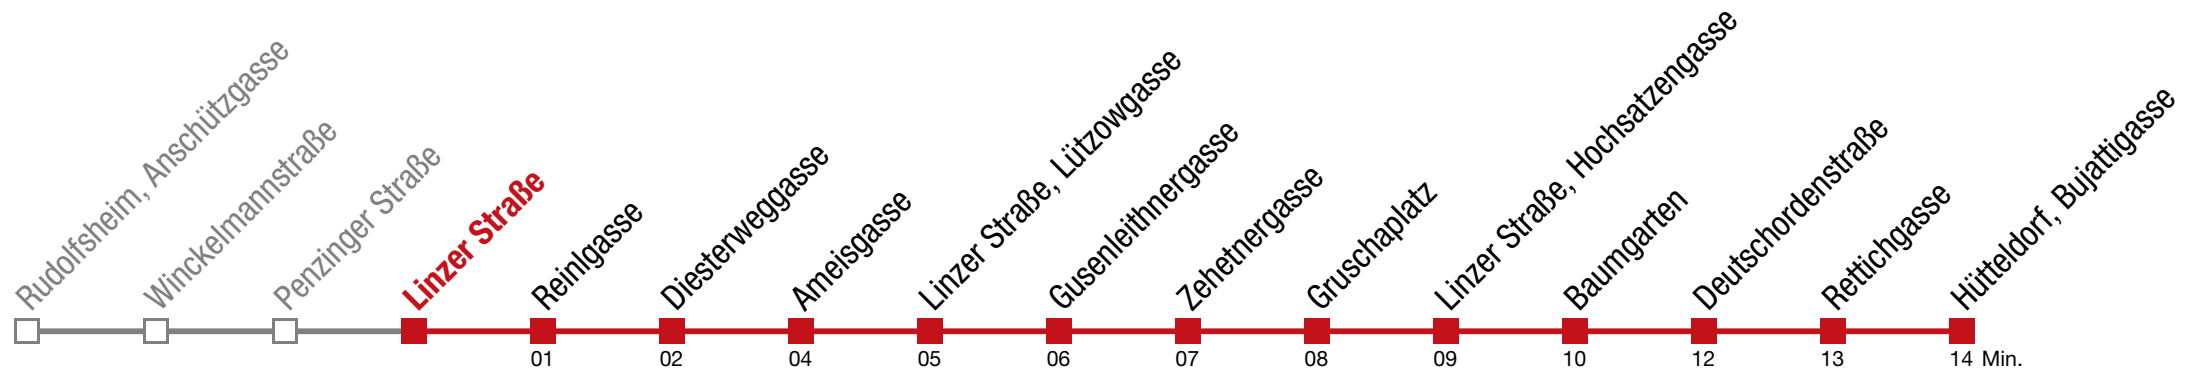 Rudolfsheim, Anschützgasse
Winckelmannstraße
Penzinger Straße
Linzer Straße
Reinlgasse
Diesterweggasse
Ameisgasse
Linzer Straße, Lützowgasse
Gusenleithnergasse
Zehetnergasse
Gruschaplatz
Linzer Straße, Hochsatzengasse
Baumgarten
Deutschordenstraße
Rettichgasse
Hütteldorf, Bujattigasse
01 02 04 05 06 07 08 09 10 12 13 14 Min.